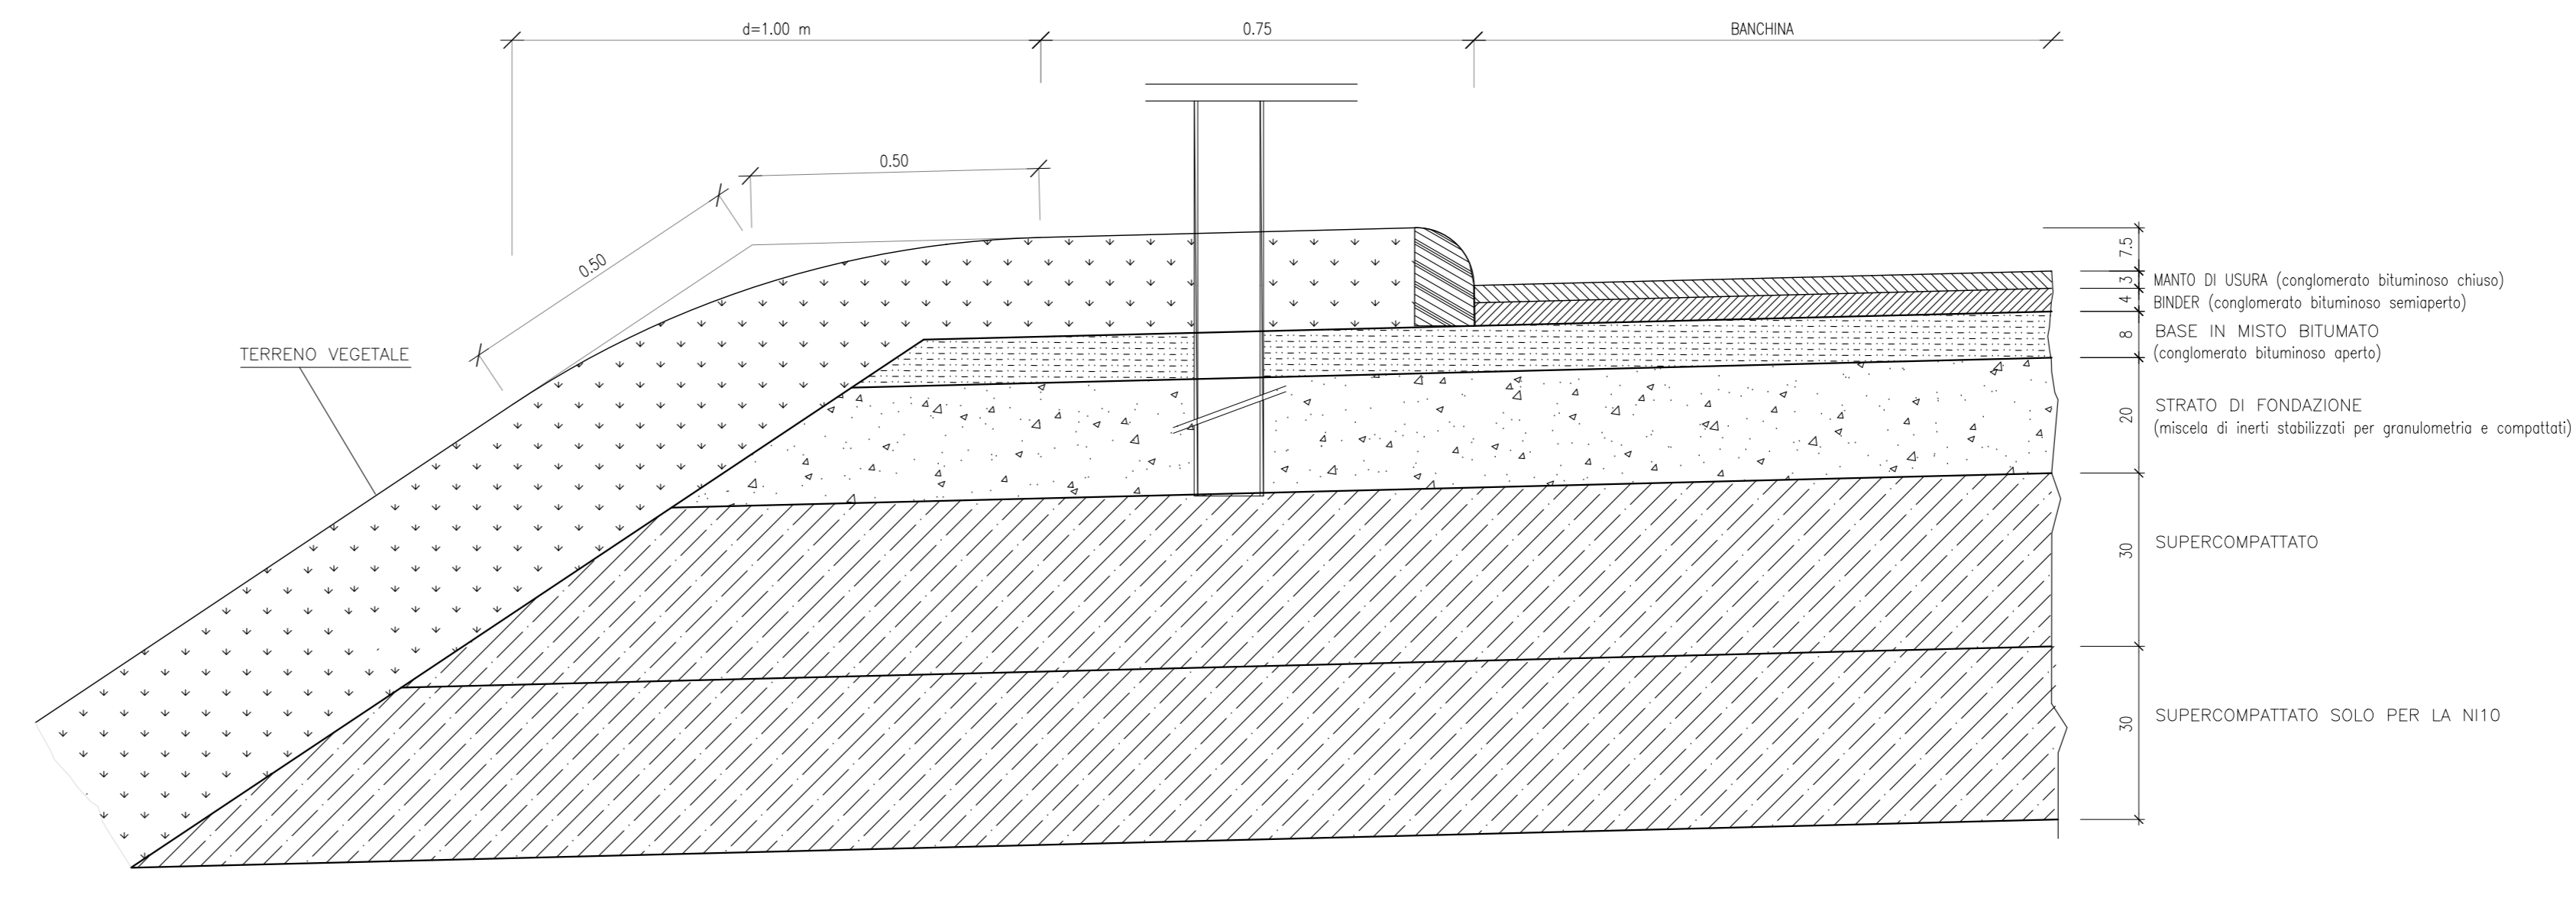 d=1.00 m
0.75
BANCHINA
0.50
0.50
TERRENO VEGETALE
7.5
3
MANTO DI USURA (conglomerato bituminoso chiuso)
4
BINDER (conglomerato bituminoso semiaperto)
8
BASE IN MISTO BITUMATO
(conglomerato bituminoso aperto)
20
STRATO DI FONDAZIONE
(miscela di inerti stabilizzati per granulometria e compattati)
30
SUPERCOMPATTATO
30
SUPERCOMPATTATO SOLO PER LA NI10